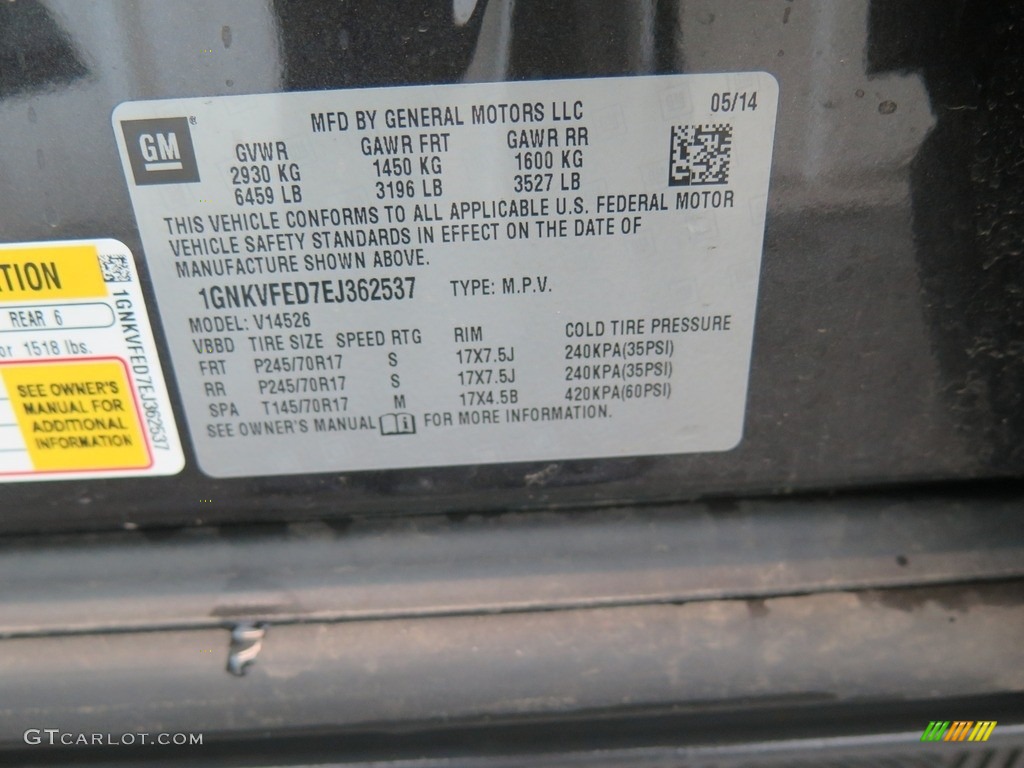 MFD BY GENERAL MOTORS LLC 05/14
GM®
GVWR GAWR FRT GAWR RR
2930 KG 1450 KG 1600 KG
6459 LB 3196 LB 3527 LB
THIS VEHICLE CONFORMS TO ALL APPLICABLE U.S. FEDERAL MOTOR
VEHICLE SAFETY STANDARDS IN EFFECT ON THE DATE OF
MANUFACTURE SHOWN ABOVE.
1GNKVFED7EJ362537 TYPE: M.P.V.
MODEL: V14526
VBBD TIRE SIZE SPEED RTG RIM COLD TIRE PRESSURE
FRT P245/70R17 S 17X7.5J 240KPA(35PSI)
RR P245/70R17 S 17X7.5J 240KPA(35PSI)
SPA T145/70R17 M 17X4.5B 420KPA(60PSI)
SEE OWNER'S MANUAL FOR MORE INFORMATION.
REAR 6
1518 lbs.
SEE OWNER'S
MANUAL FOR
ADDITIONAL
INFORMATION
1GNKVFED7EJ362537
GTCARLOT.COM